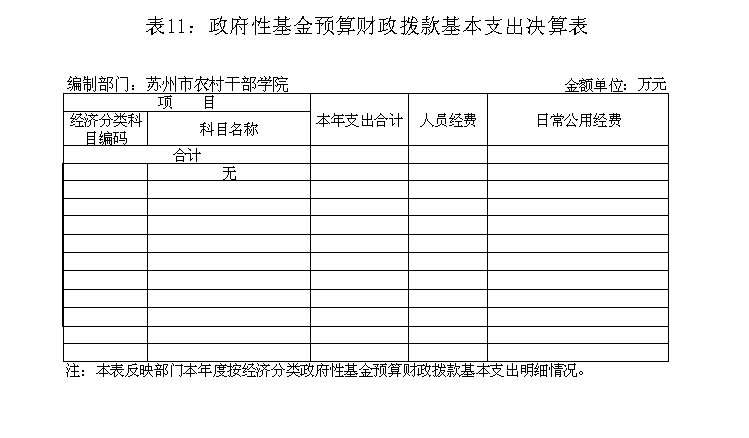 表11：政府性基金预算财政拨款基本支出决算表
编制部门：苏州市农村干部学院 金额单位：万元
项 目
经济分类科目编码 科目名称 本年支出合计 人员经费 日常公用经费
合计
无
注：本表反映部门本年度按经济分类政府性基金预算财政拨款基本支出明细情况。